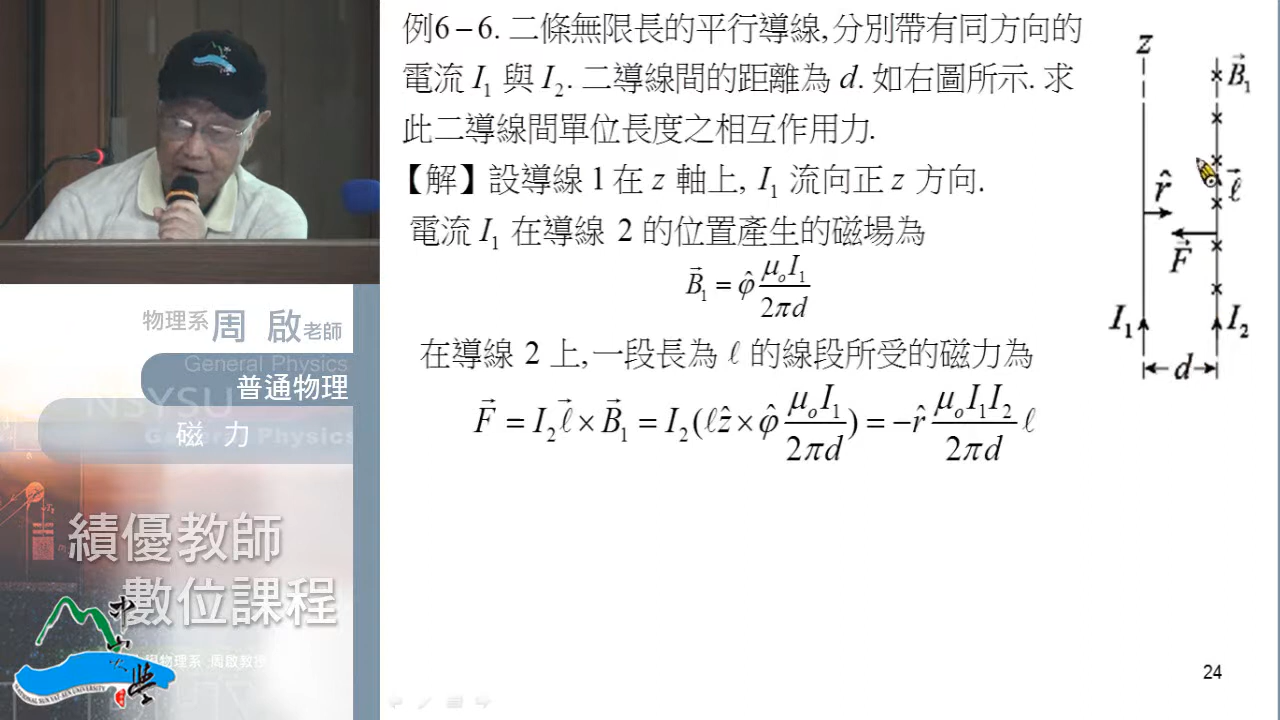 例6－6. 二條無限長的平行導線,分別帶有同方向的
電流 I₁ 與 I₂. 二導線間的距離為 d. 如右圖所示. 求
此二導線間單位長度之相互作用力.
【解】設導線 1 在 z 軸上, I₁ 流向正 z 方向.
電流 I₁ 在導線 2 的位置產生的磁場為
B⃗₁ = φ̂ μₒI₁ / 2πd
在導線 2 上,一段長為 ℓ 的線段所受的磁力為
F⃗ = I₂ℓ⃗ × B⃗₁ = I₂(ℓẑ × φ̂ μₒI₁ / 2πd) = −r̂ μₒI₁I₂ / 2πd ℓ
z
B⃗₁
r̂
ℓ⃗
F⃗
I₁
I₂
d
物理系 周 啟 老師
General Physics
普通物理
NSYSU
General Physics
磁 力
績優教師
數位課程
NATIONAL SUN YAT-SEN UNIVERSITY
24